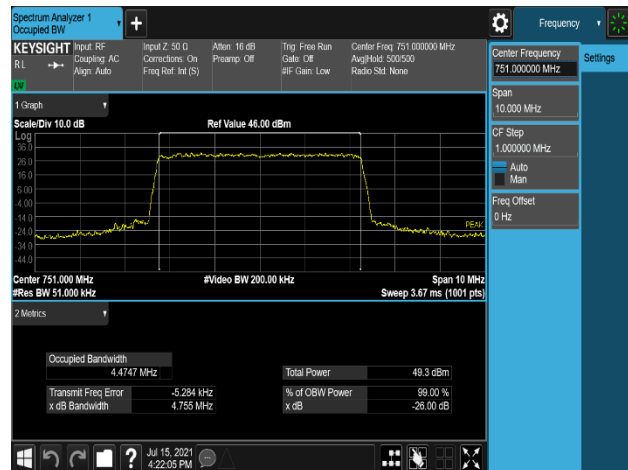 Spectrum Analyzer 1
Occupied BW
Frequency
KEYSIGHT
RL
Input: RF
Coupling: AC
Align: Auto
Input Z: 50 Ω
Corrections: On
Freq Ref: Int (S)
Atten: 16 dB
Preamp: Off
Trig: Free Run
Gate: Off
#IF Gain: Low
Center Freq: 751.000000 MHz
Avg|Hold: 500/500
Radio Std: None
1 Graph
Scale/Div 10.0 dB
Ref Value 46.00 dBm
Log
36.0
26.0
16.0
6.00
-4.00
-14.0
-24.0
-34.0
-44.0
PEAK
Center 751.000 MHz
#Video BW 200.00 kHz
Span 10 MHz
#Res BW 51.000 kHz
Sweep 3.67 ms (1001 pts)
2 Metrics
Occupied Bandwidth
4.4747 MHz
Total Power
49.3 dBm
Transmit Freq Error
-5.284 kHz
% of OBW Power
99.00 %
x dB Bandwidth
4.755 MHz
x dB
-26.00 dB
Center Frequency
751.000000 MHz
Settings
Span
10.000 MHz
CF Step
1.000000 MHz
Auto
Man
Freq Offset
0 Hz
?
Jul 15, 2021
4:22:05 PM